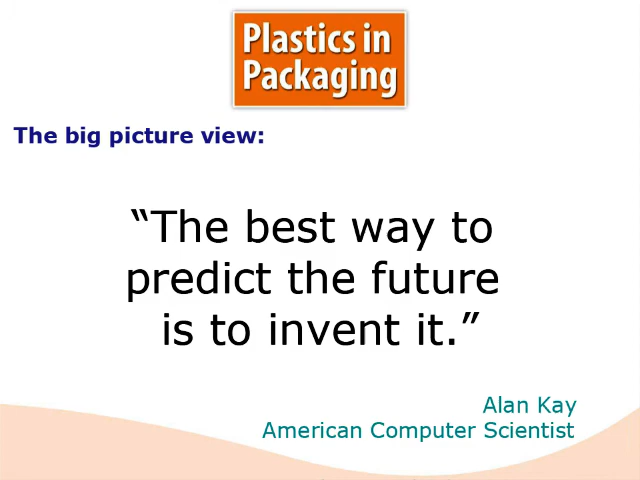 Plastics in
Packaging
The big picture view:
“The best way to
predict the future
is to invent it.”
Alan Kay
American Computer Scientist